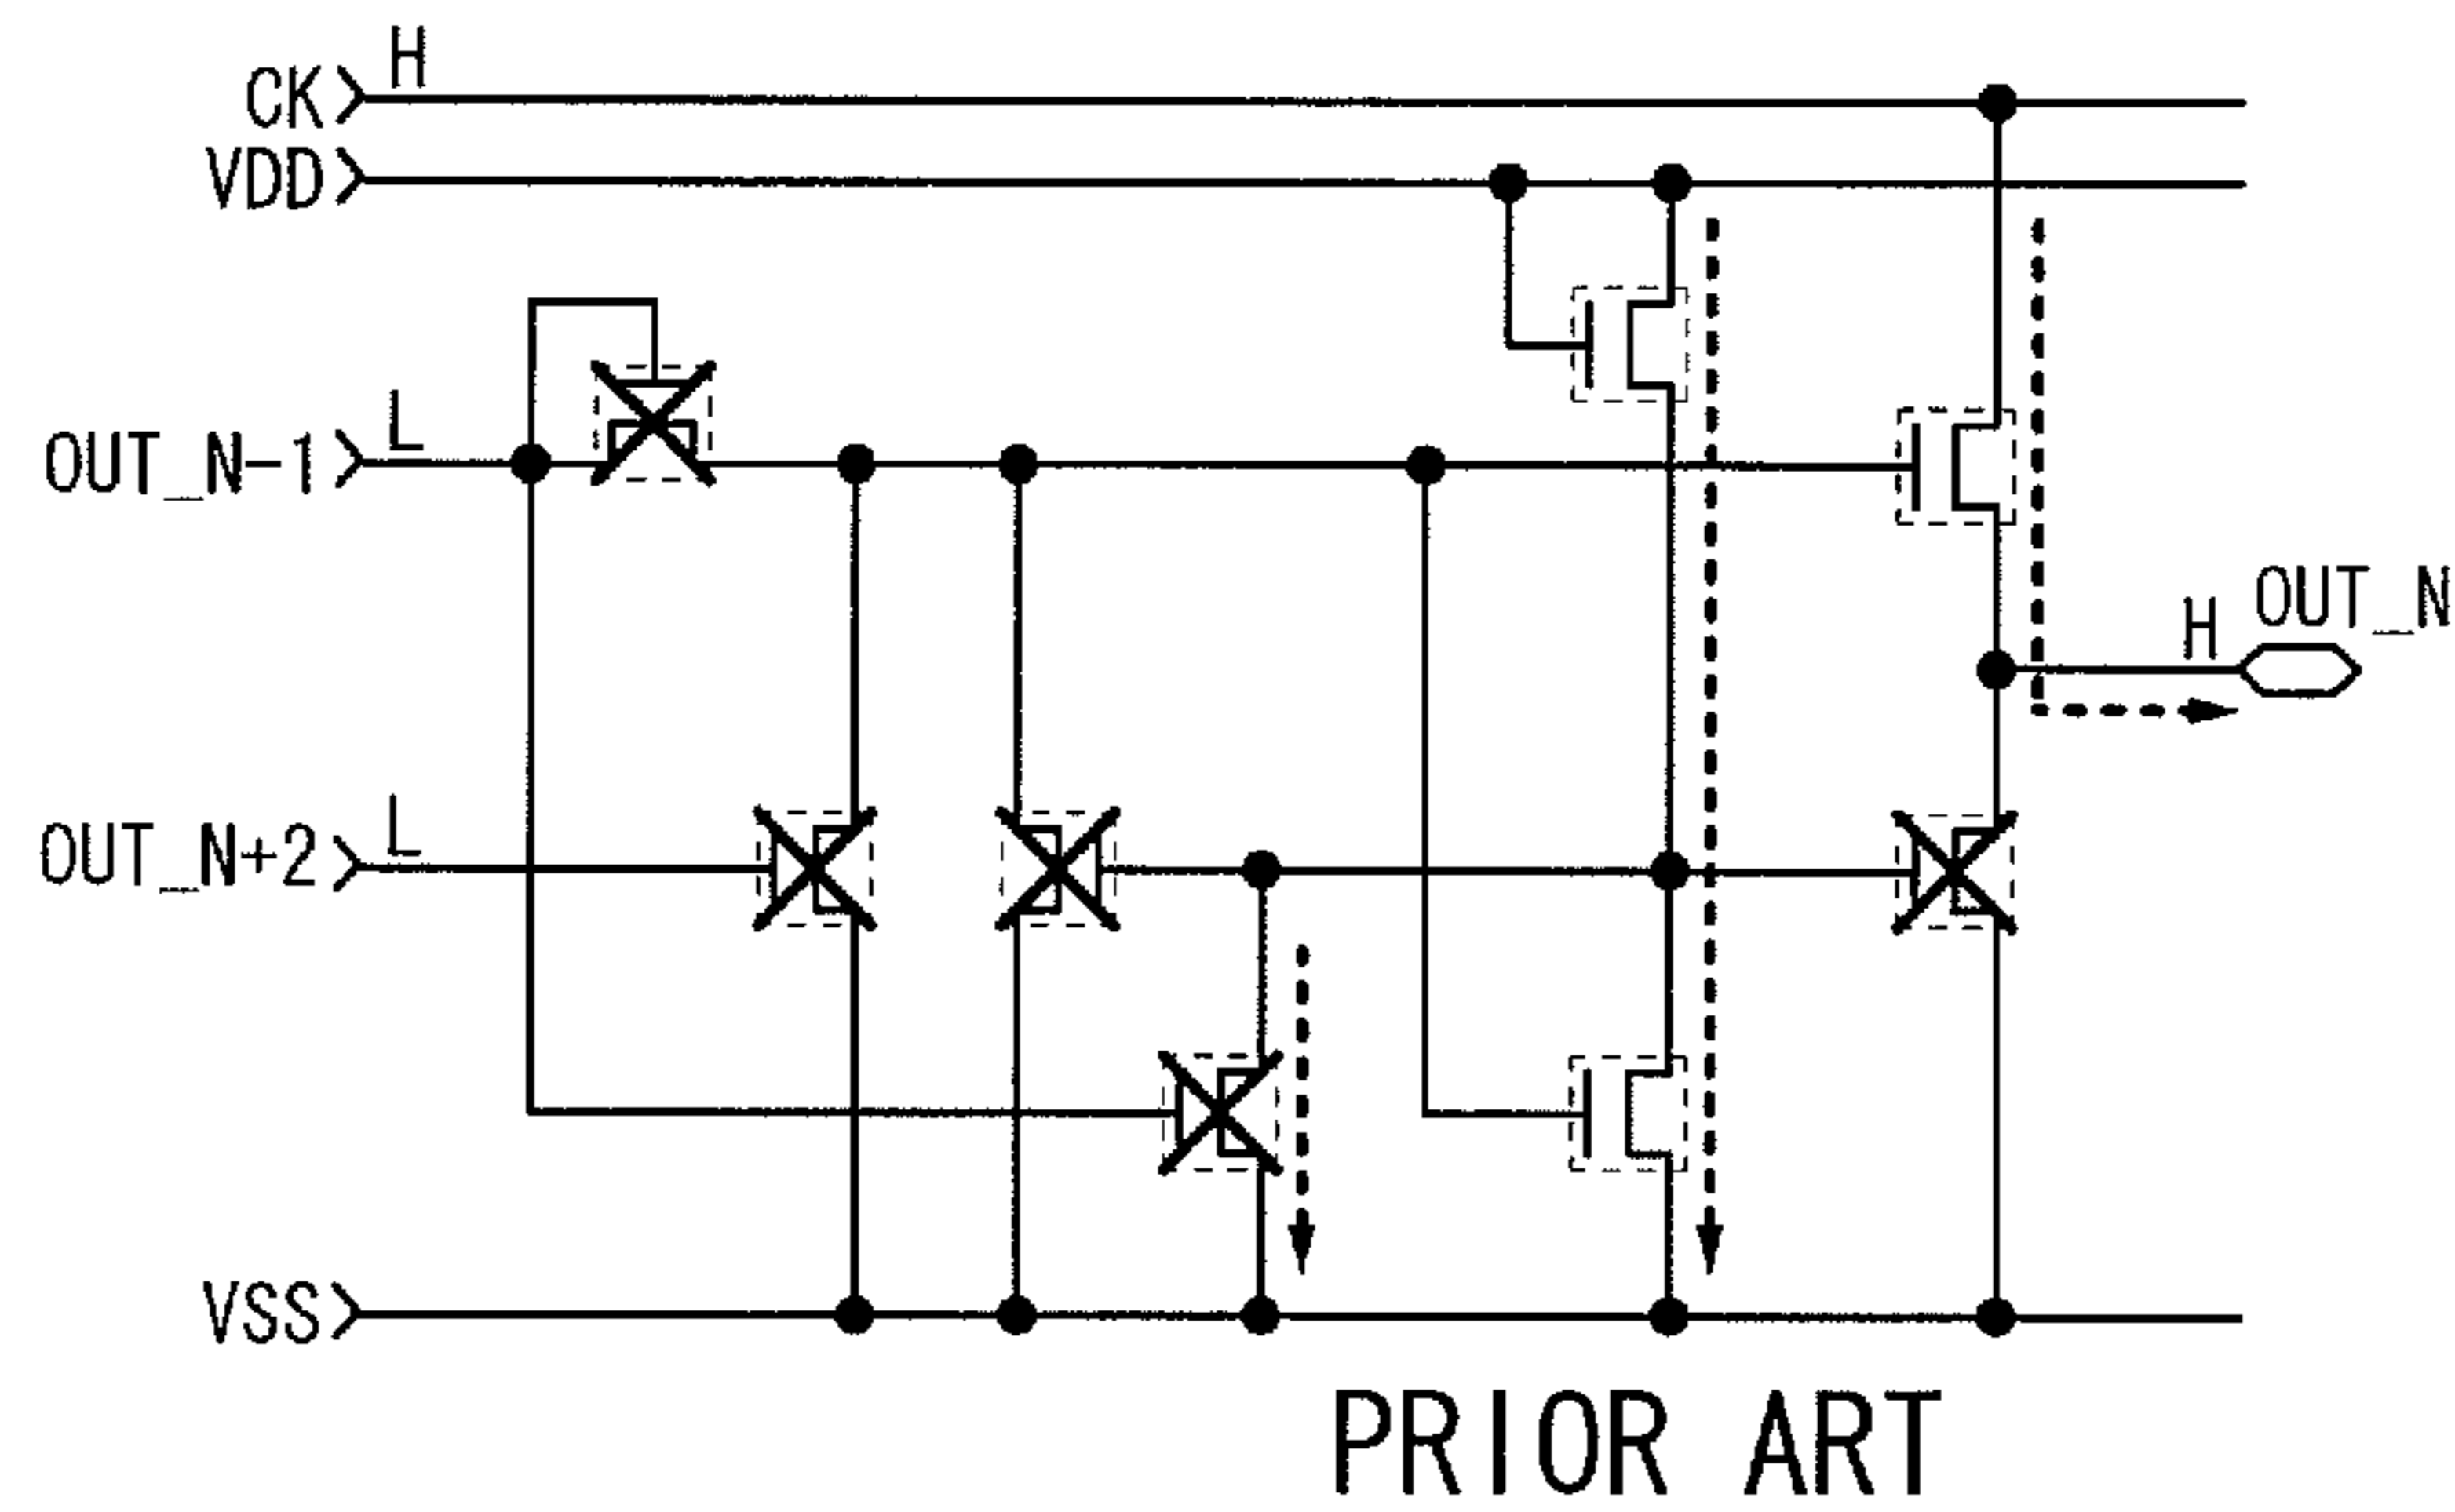 H
CK
VDD
L
OUT_N-1
H
OUT_N
L
OUT_N+2
VSS
PRIOR ART